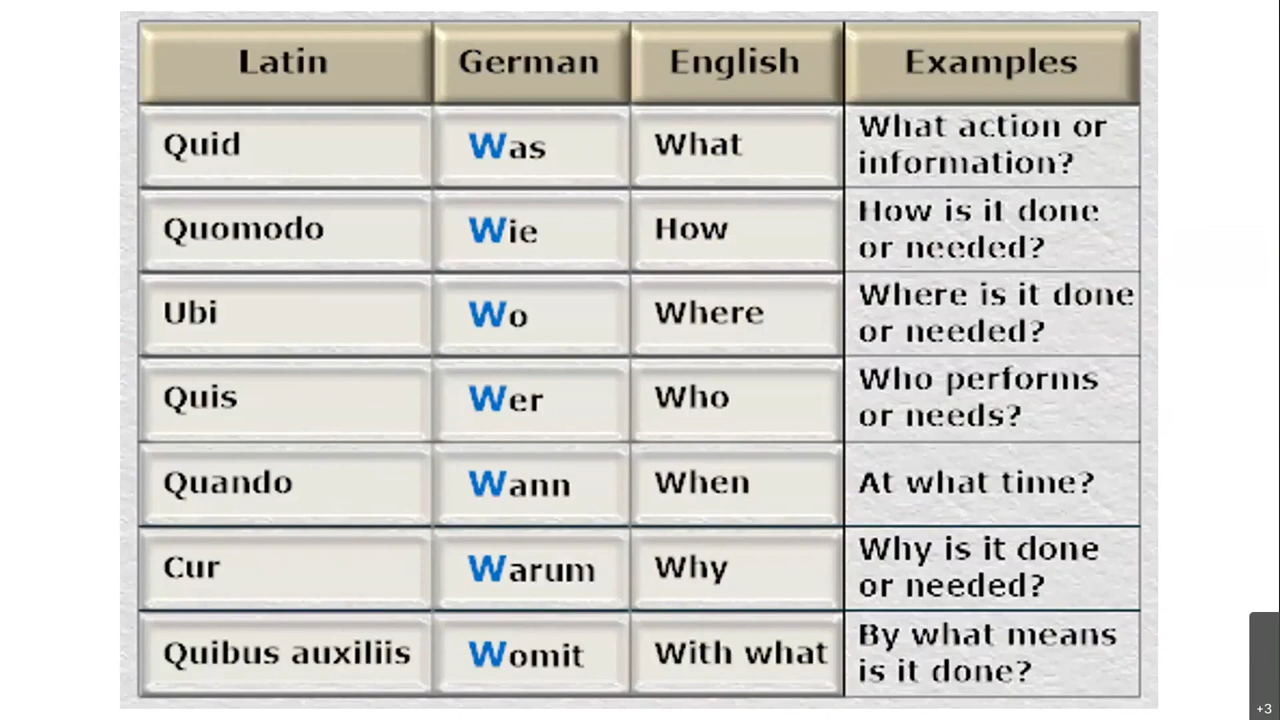 Latin German English Examples
Quid Was What What action or
information?
Quomodo Wie How How is it done
or needed?
Ubi Wo Where Where is it done
or needed?
Quis Wer Who Who performs
or needs?
Quando Wann When At what time?
Cur Warum Why Why is it done
or needed?
Quibus auxiliis Womit With what By what means
is it done?
+3